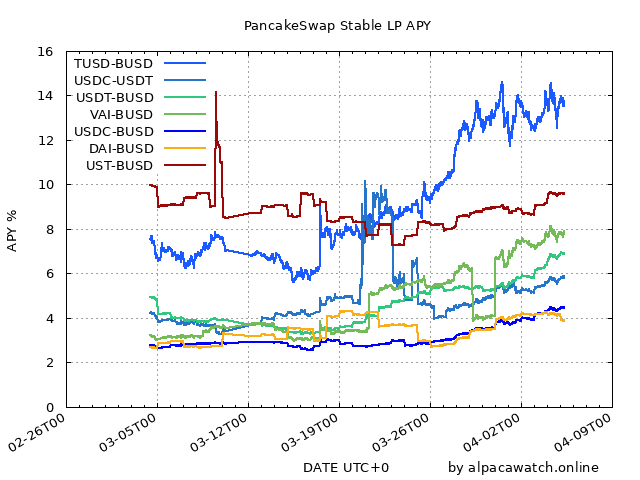 PancakeSwap Stable LP APY
16
14
12
10
8
6
4
2
0
APY %
TUSD-BUSD
USDC-USDT
USDT-BUSD
VAI-BUSD
USDC-BUSD
DAI-BUSD
UST-BUSD
02-26T00
03-05T00
03-12T00
03-19T00
03-26T00
04-02T00
04-09T00
DATE UTC+0
by alpacawatch.online